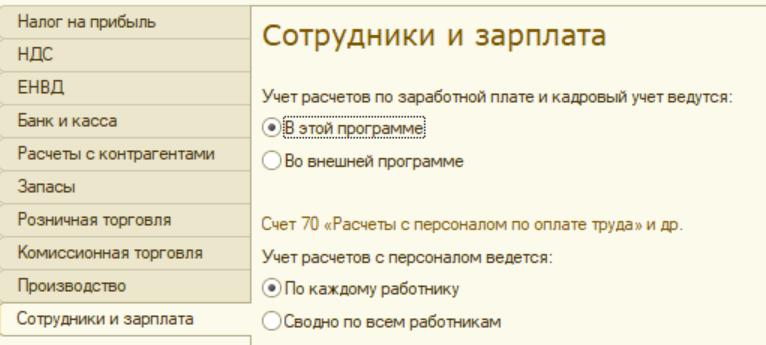 Налог на прибыль
НДС
ЕНВД
Банк и касса
Расчеты с контрагентами
Запасы
Розничная торговля
Комиссионная торговля
Производство
Сотрудники и зарплата
Сотрудники и зарплата
Учет расчетов по заработной плате и кадровый учет ведутся:
В этой программе
Во внешней программе
Счет 70 «Расчеты с персоналом по оплате труда» и др.
Учет расчетов с персоналом ведется:
По каждому работнику
Сводно по всем работникам